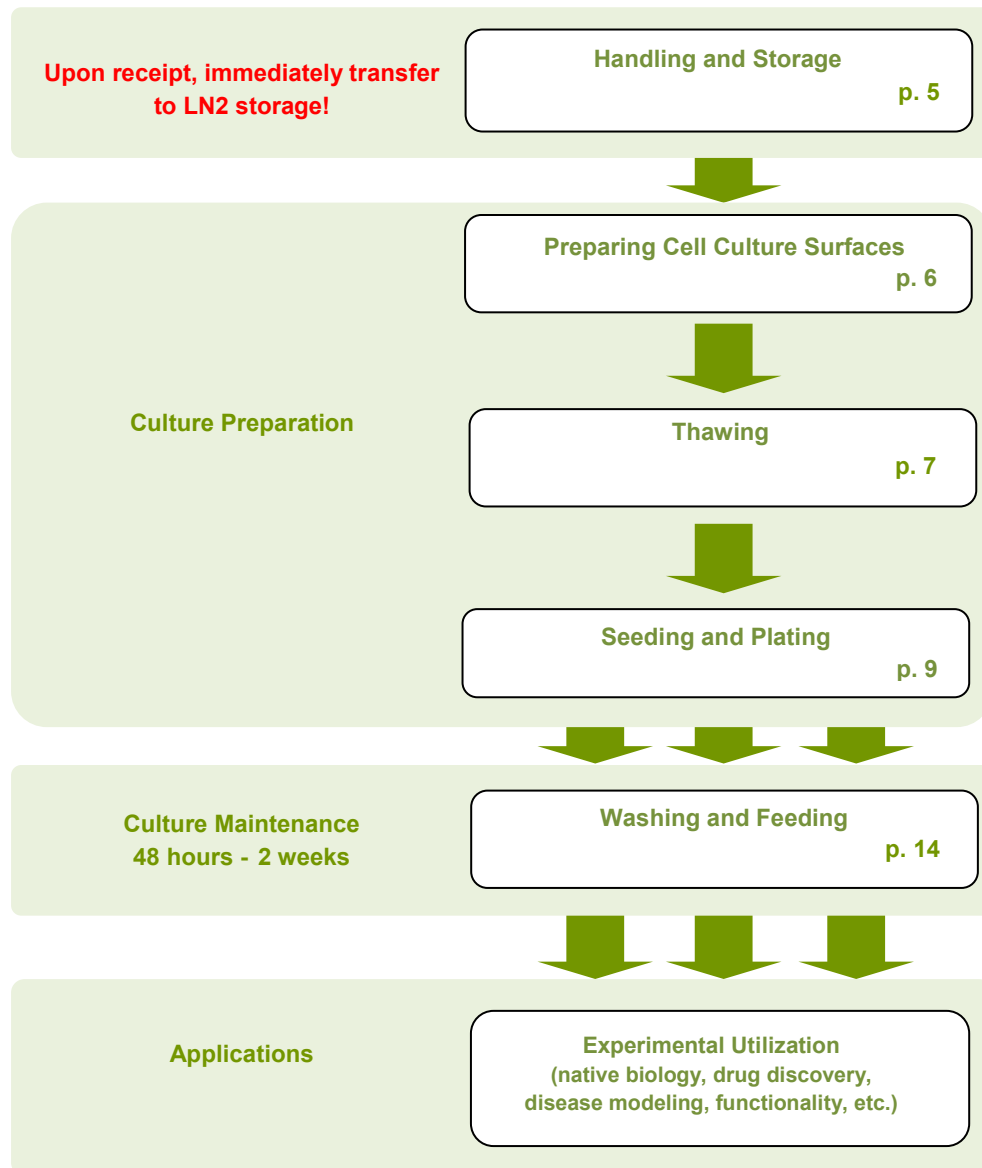 Upon receipt, immediately transfer
to LN2 storage!
Handling and Storage
p. 5
Preparing Cell Culture Surfaces
p. 6
Culture Preparation
Thawing
p. 7
Seeding and Plating
p. 9
Culture Maintenance
48 hours - 2 weeks
Washing and Feeding
p. 14
Applications
Experimental Utilization
(native biology, drug discovery,
disease modeling, functionality, etc.)